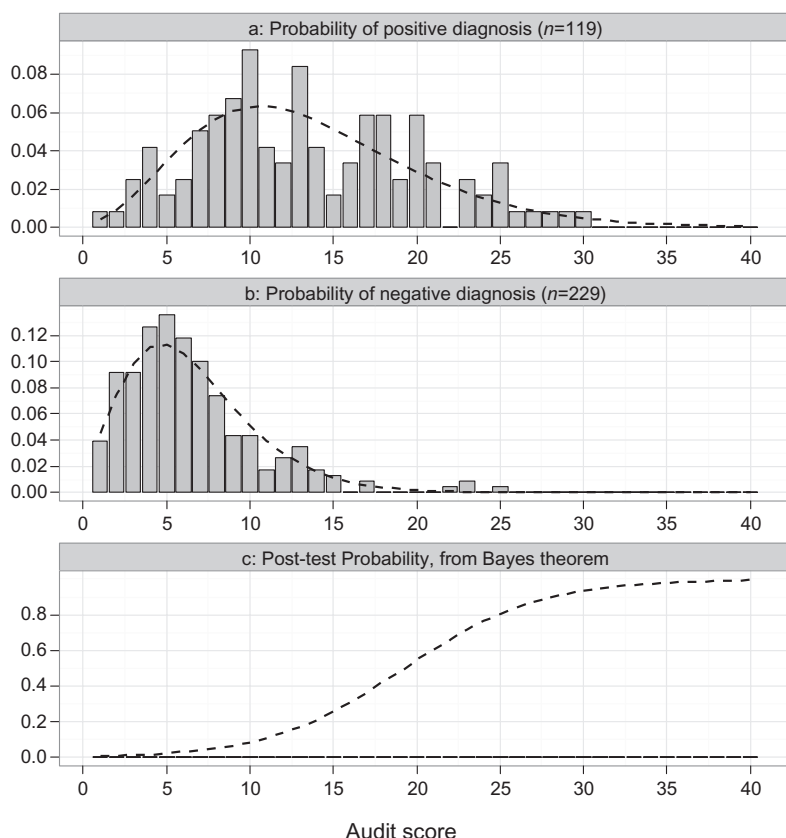 a: Probability of positive diagnosis (n=119)
0.08
0.06
0.04
0.02
0.00
0 5 10 15 20 25 30 35 40
b: Probability of negative diagnosis (n=229)
0.12
0.10
0.08
0.06
0.04
0.02
0.00
0 5 10 15 20 25 30 35 40
c: Post-test Probability, from Bayes theorem
0.8
0.6
0.4
0.2
0.0
0 5 10 15 20 25 30 35 40
Audit score